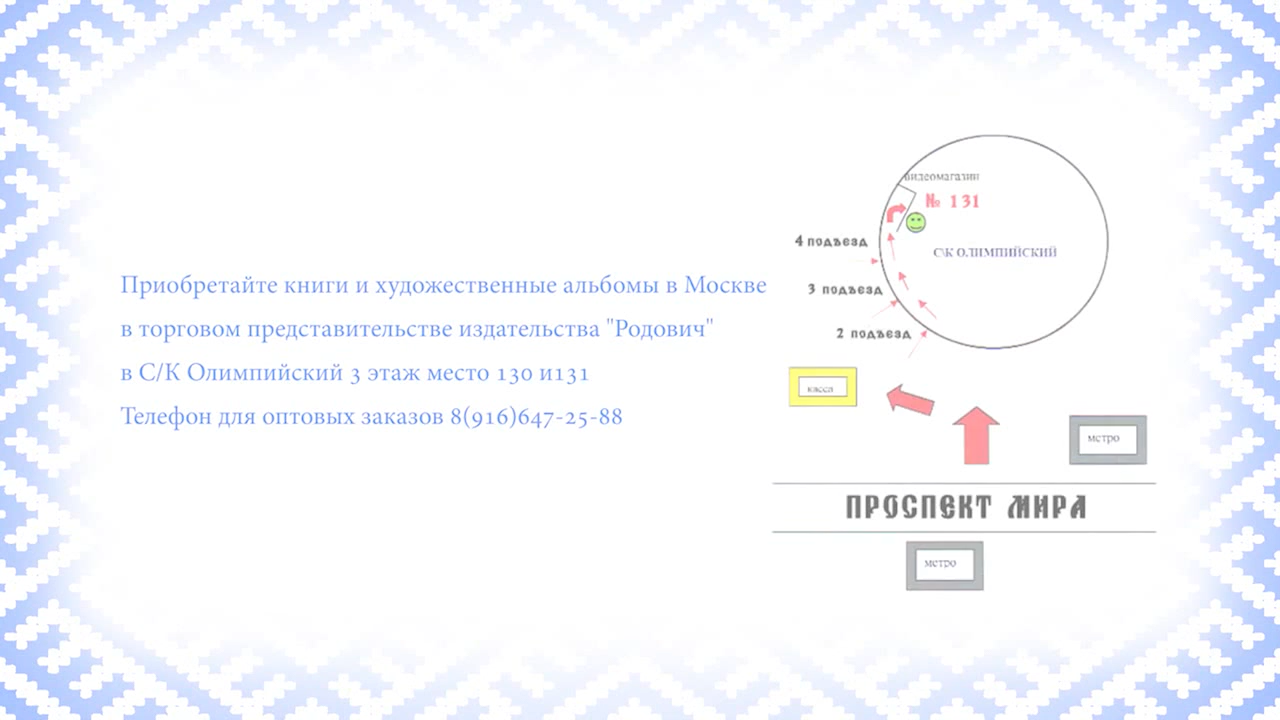 Приобретайте книги и художественные альбомы в Москве
в торговом представительстве издательства "Родович"
в С/К Олимпийский 3 этаж место 130 и131
Телефон для оптовых заказов 8(916)647-25-88
видеомагазин
№ 131
С\К ОЛИМПИЙСКИЙ
4 подъезд
3 подъезд
2 подъезд
касса
метро
ПРОСПЕКТ МИРА
метро